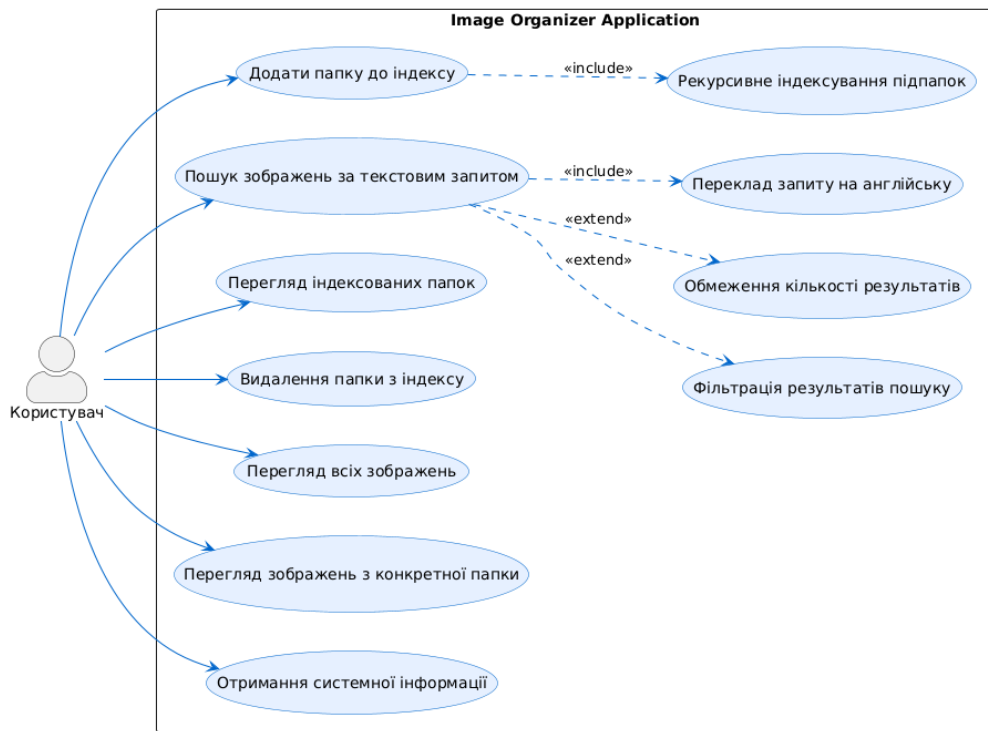 Image Organizer Application
Додати папку до індексу
«include»
Рекурсивне індексування підпапок
Пошук зображень за текстовим запитом
«include»
Переклад запиту на англійську
«extend»
Обмеження кількості результатів
«extend»
Фільтрація результатів пошуку
Перегляд індексованих папок
Видалення папки з індексу
Користувач
Перегляд всіх зображень
Перегляд зображень з конкретної папки
Отримання системної інформації